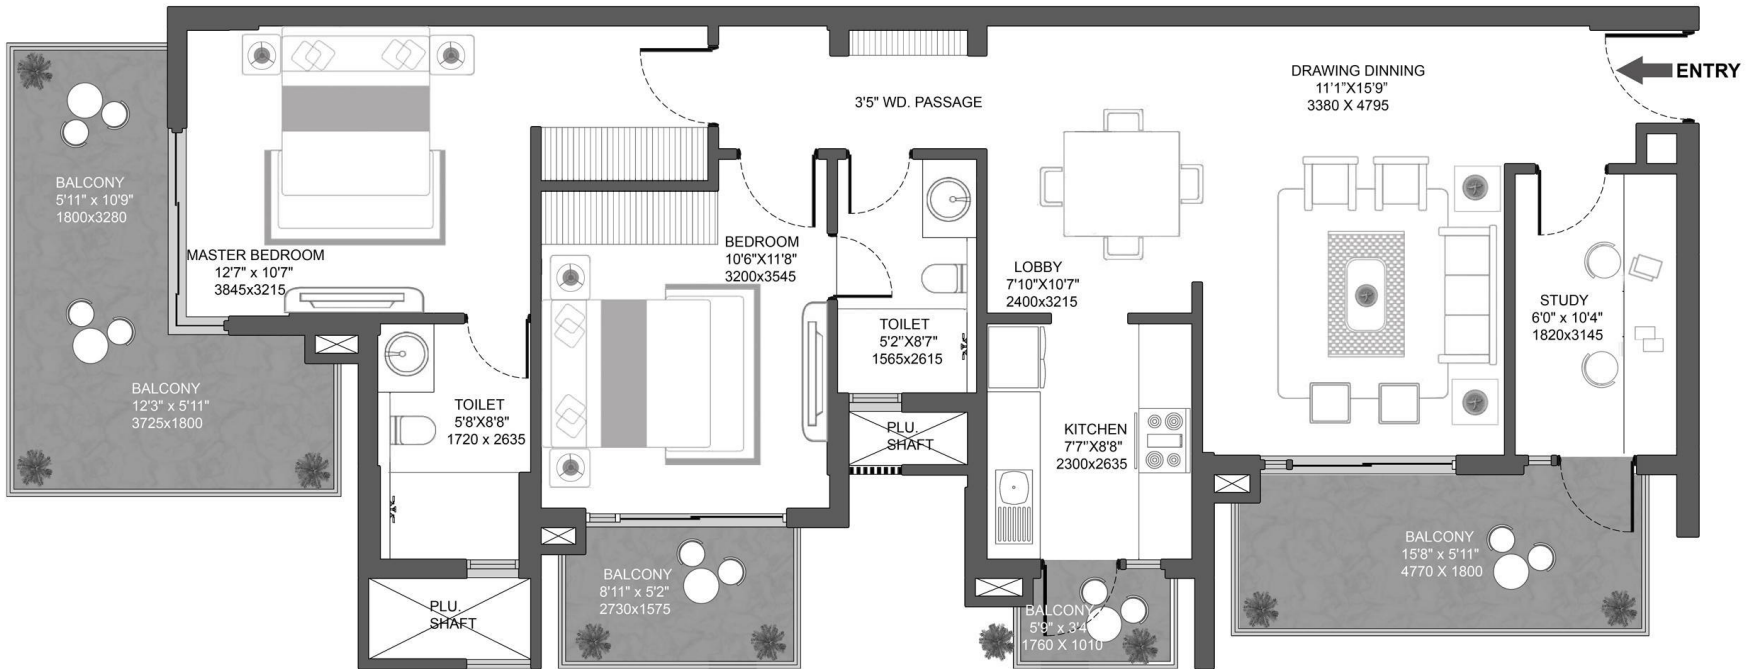 DRAWING DINNING
11'1"X15'9"
3380 X 4795
ENTRY
3'5" WD. PASSAGE
BALCONY
5'11" x 10'9"
1800x3280
MASTER BEDROOM
12'7" x 10'7"
3845x3215
BEDROOM
10'6"X11'8"
3200x3545
LOBBY
7'10"X10'7"
2400x3215
STUDY
6'0" x 10'4"
1820x3145
TOILET
5'2"X8'7"
1565x2615
BALCONY
12'3" x 5'11"
3725x1800
TOILET
5'8'X8'8"
1720 x 2635
PLU.
SHAFT
KITCHEN
7'7"X8'8"
2300x2635
BALCONY
15'8" x 5'11"
4770 X 1800
BALCONY
8'11" x 5'2"
2730x1575
PLU.
SHAFT
BALCONY
5'9" x 3'4"
1760 X 1010